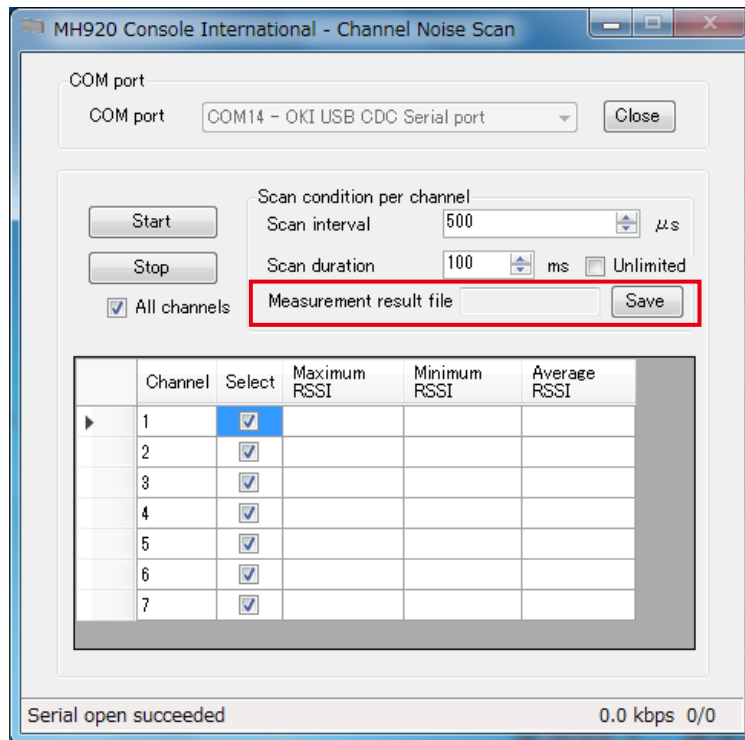 MH920 Console International - Channel Noise Scan
COM port
COM port COM14 - OKI USB CDC Serial port Close
Scan condition per channel
Start Scan interval 500 μs
Stop Scan duration 100 ms Unlimited
All channels Measurement result file Save
Channel Select Maximum RSSI Minimum RSSI Average RSSI
1
2
3
4
5
6
7
Serial open succeeded 0.0 kbps 0/0